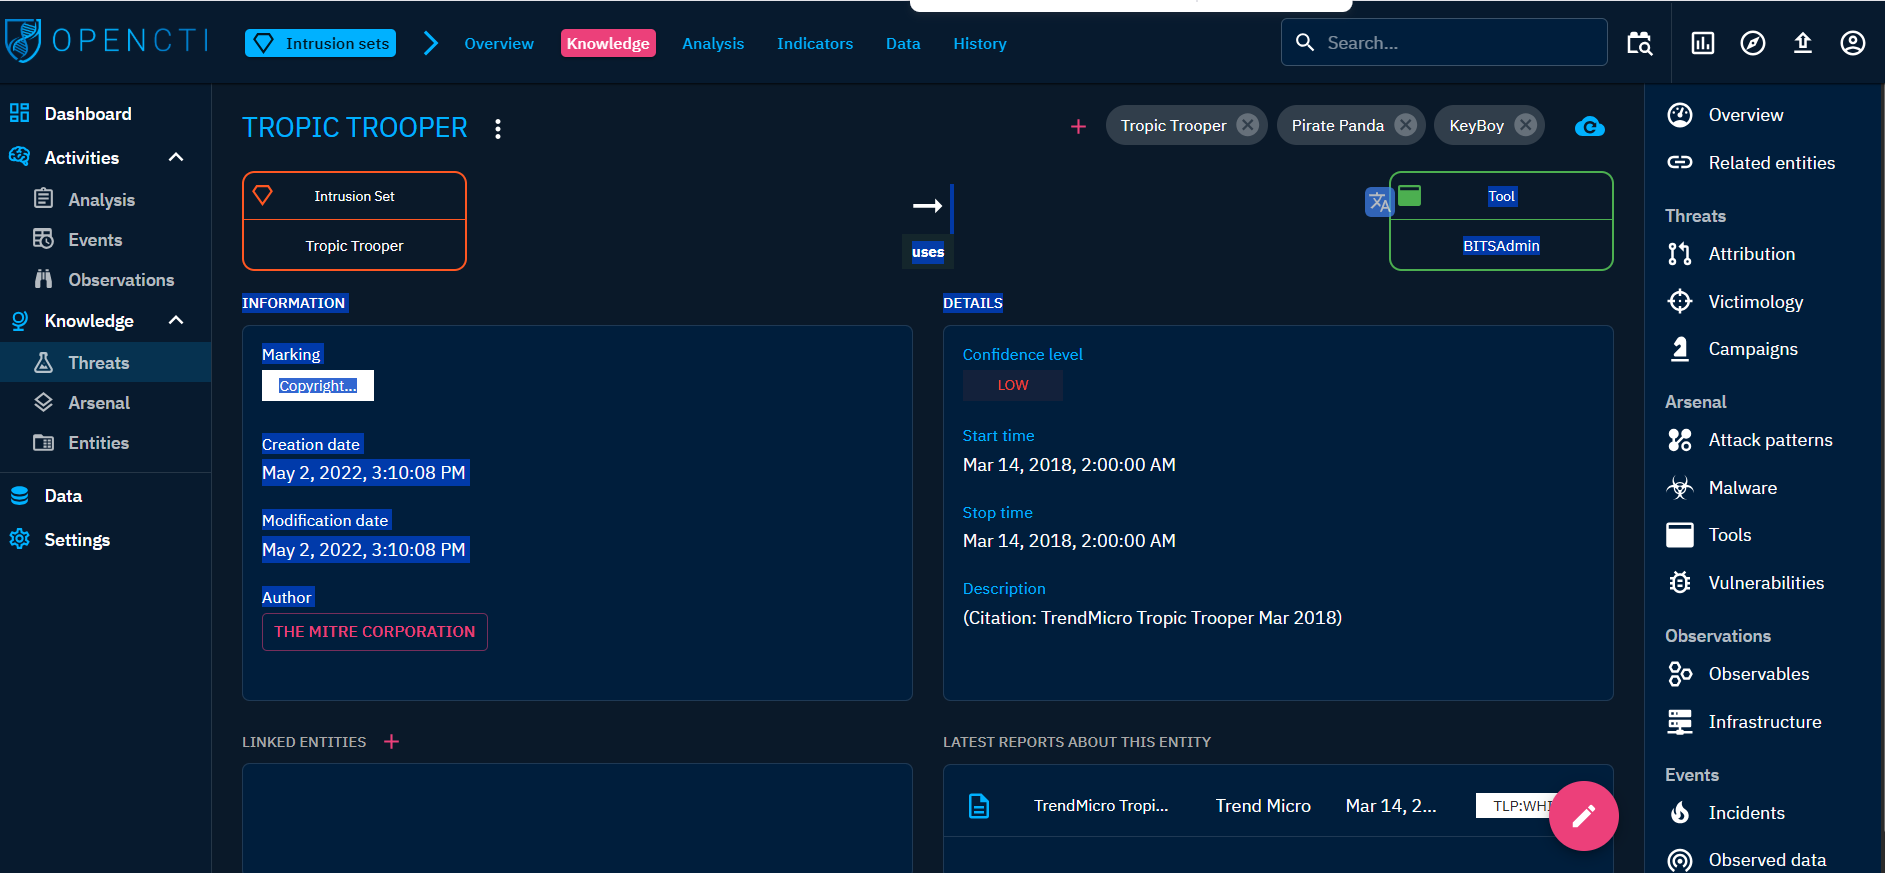 OPENCTI
Intrusion sets
Overview
Knowledge
Analysis
Indicators
Data
History
Search...
Dashboard
Activities
Analysis
Events
Observations
Knowledge
Threats
Arsenal
Entities
Data
Settings
TROPIC TROOPER
Tropic Trooper
Pirate Panda
KeyBoy
Intrusion Set
Tropic Trooper
uses
Tool
BITSAdmin
INFORMATION
Marking
Copyright...
Creation date
May 2, 2022, 3:10:08 PM
Modification date
May 2, 2022, 3:10:08 PM
Author
THE MITRE CORPORATION
DETAILS
Confidence level
LOW
Start time
Mar 14, 2018, 2:00:00 AM
Stop time
Mar 14, 2018, 2:00:00 AM
Description
(Citation: TrendMicro Tropic Trooper Mar 2018)
LINKED ENTITIES
LATEST REPORTS ABOUT THIS ENTITY
TrendMicro Tropi... Trend Micro Mar 14, 2... TLP:WHI
Overview
Related entities
Threats
Attribution
Victimology
Campaigns
Arsenal
Attack patterns
Malware
Tools
Vulnerabilities
Observations
Observables
Infrastructure
Events
Incidents
Observed data